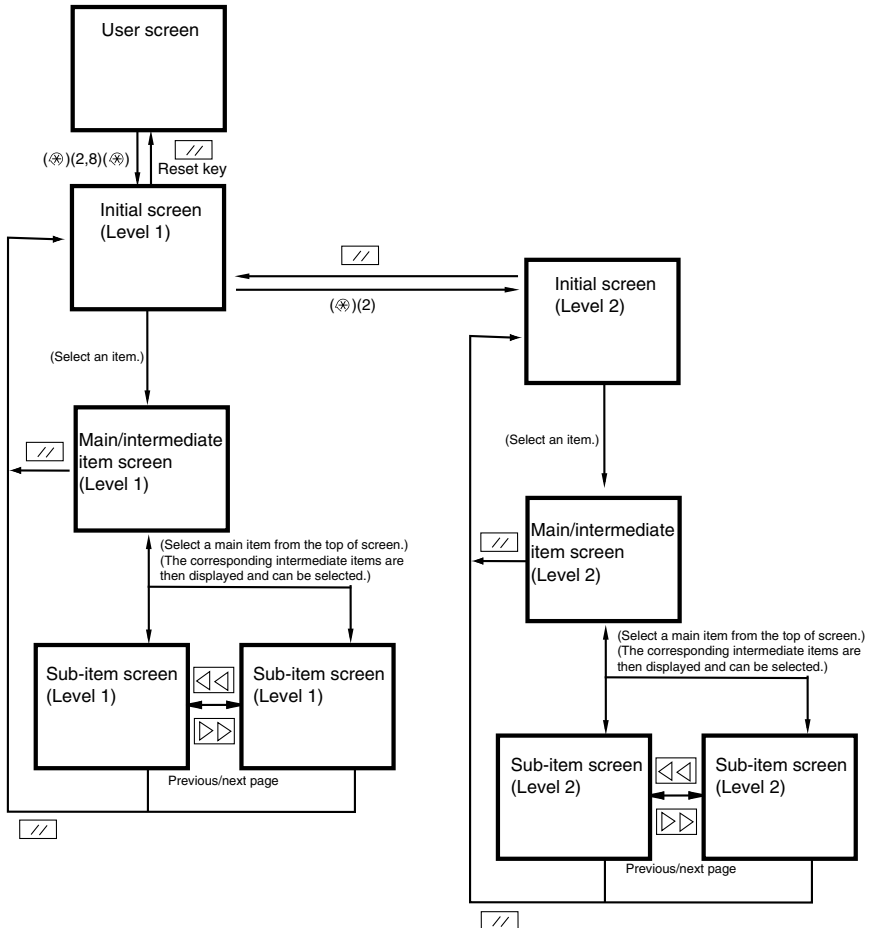 User screen
(✻)(2,8)(✻)
//
Reset key
Initial screen
(Level 1)
//
(✻)(2)
Initial screen
(Level 2)
(Select an item.)
(Select an item.)
//
Main/intermediate
item screen
(Level 1)
//
Main/intermediate
item screen
(Level 2)
(Select a main item from the top of screen.)
(The corresponding intermediate items are
then displayed and can be selected.)
(Select a main item from the top of screen.)
(The corresponding intermediate items are
then displayed and can be selected.)
Sub-item screen
(Level 1)
Sub-item screen
(Level 1)
Previous/next page
//
Sub-item screen
(Level 2)
Sub-item screen
(Level 2)
Previous/next page
//